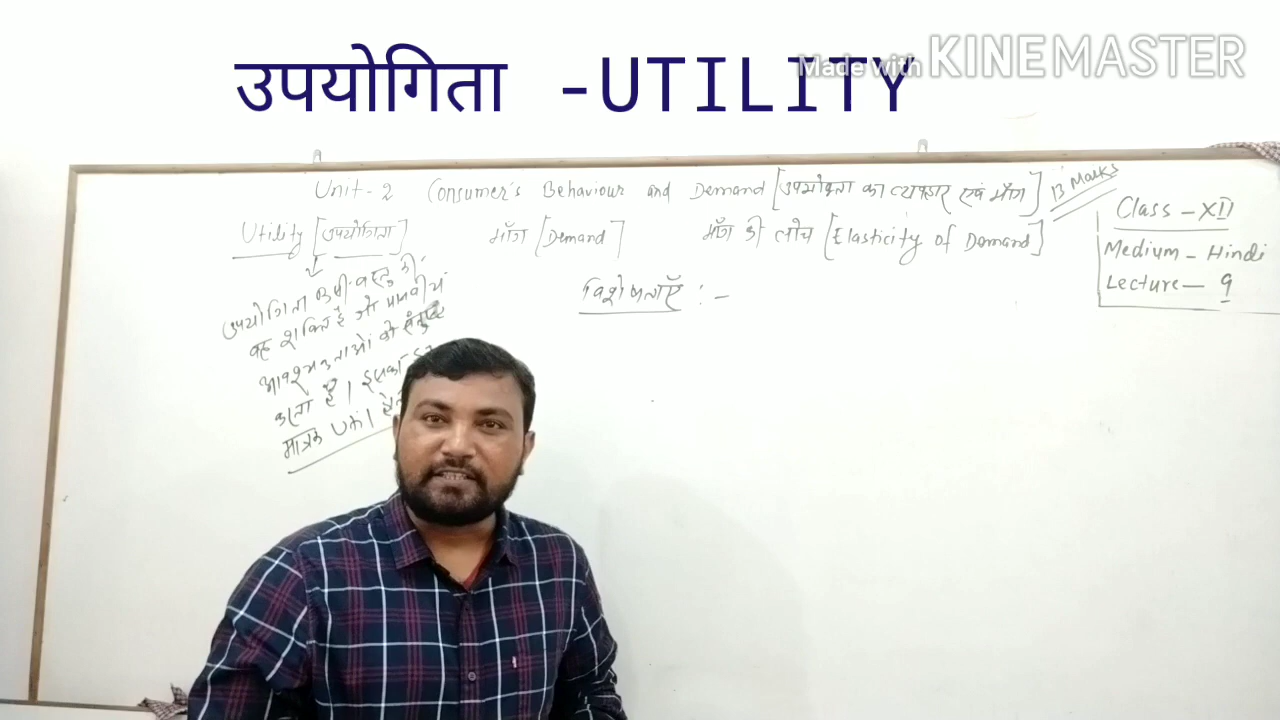 उपयोगिता -UTILITY
Made with KINEMASTER
Unit-2 Consumer's Behaviour and Demand [उपभोक्ता का व्यवहार एवं माँग] 13 Marks
Utility [उपयोगिता] माँग [Demand] माँग की लोच [Elasticity of Demand]
Class - XII
Medium - Hindi
Lecture - 9
उपयोगिता किसी वस्तु की
वह शक्ति है जो मानवीय
आवश्यकताओं को संतुष्ट
करता है। इसका
मात्रक Util
विशेषताएँ :-